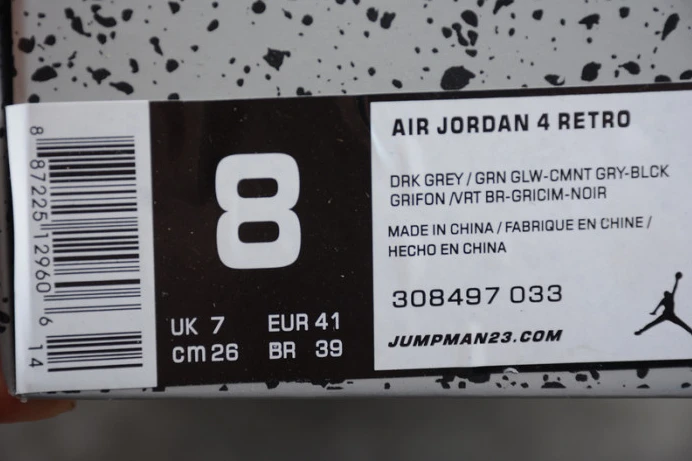 8 87225 12960 6 14
8
UK 7 EUR 41
cm 26 BR 39
AIR JORDAN 4 RETRO
DRK GREY / GRN GLW-CMNT GRY-BLCK
GRIFON /VRT BR-GRICIM-NOIR
MADE IN CHINA / FABRIQUE EN CHINE /
HECHO EN CHINA
308497 033
JUMPMAN23.COM